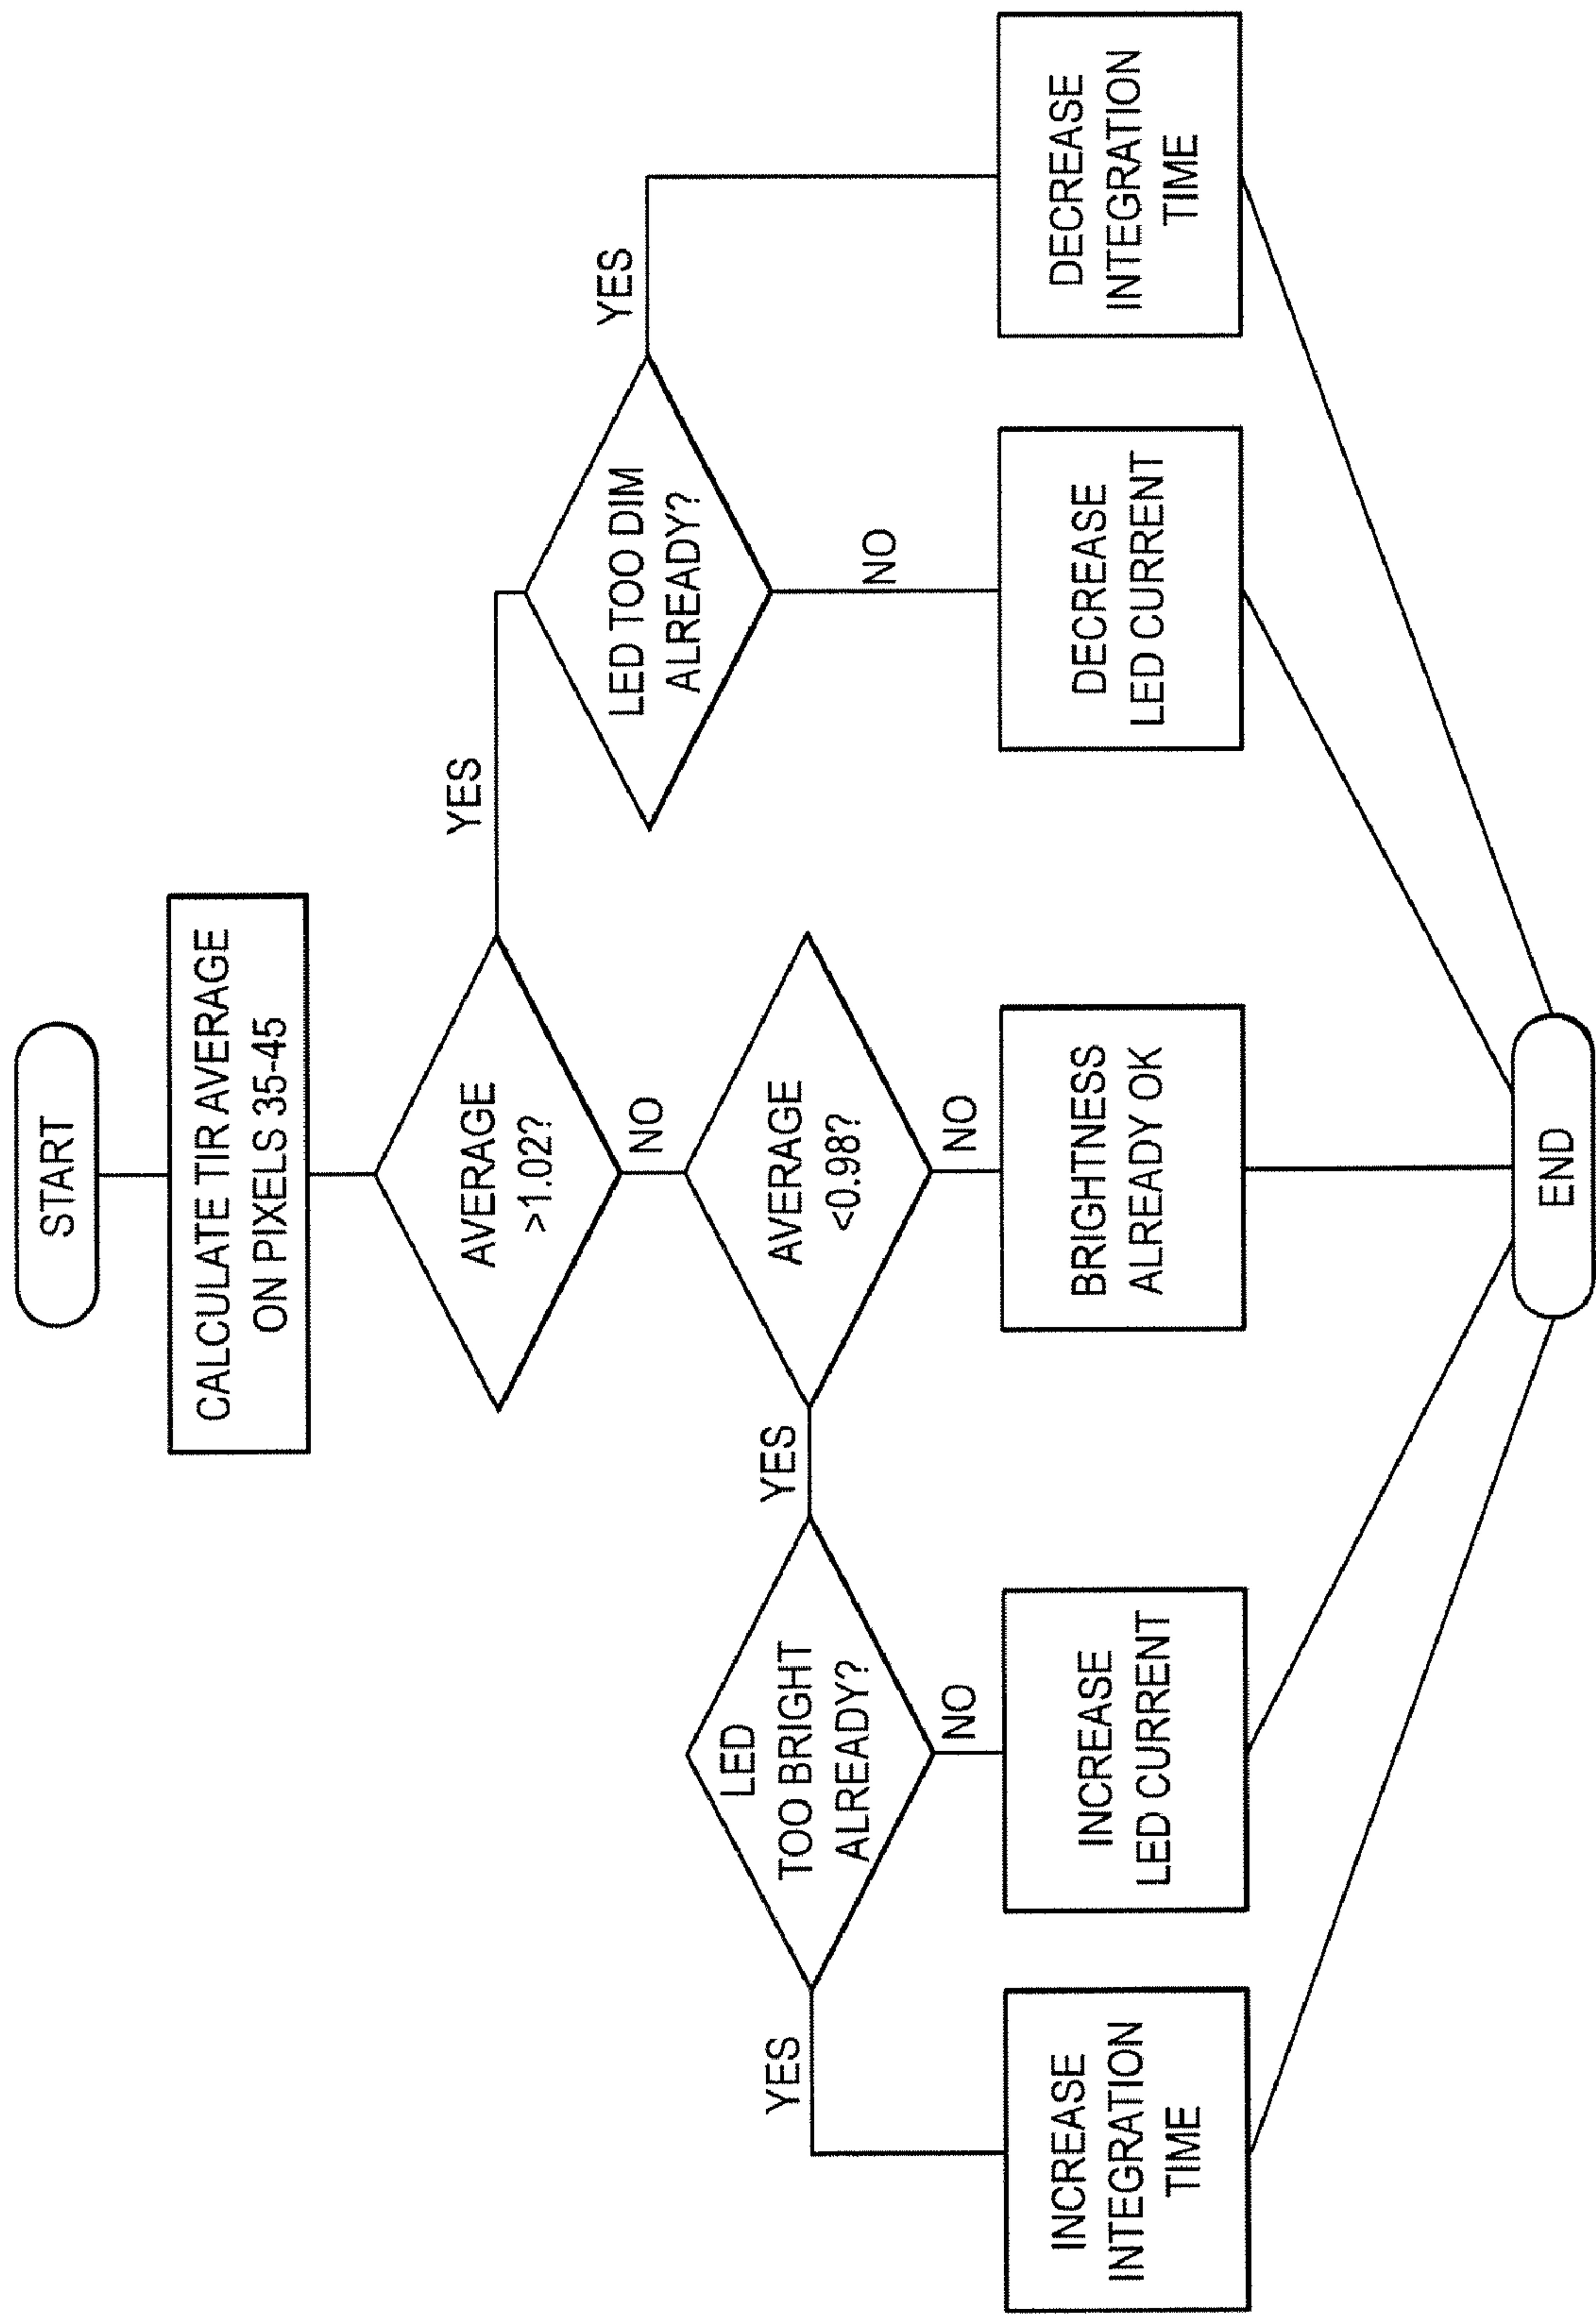 START
CALCULATE TIR AVERAGE
ON PIXELS 35-45
AVERAGE
>1.02?
YES
NO
LED TOO DIM
ALREADY?
YES
NO
AVERAGE
<0.98?
YES
NO
LED
TOO BRIGHT
ALREADY?
YES
NO
INCREASE
INTEGRATION
TIME
INCREASE
LED CURRENT
BRIGHTNESS
ALREADY OK
DECREASE
LED CURRENT
DECREASE
INTEGRATION
TIME
END